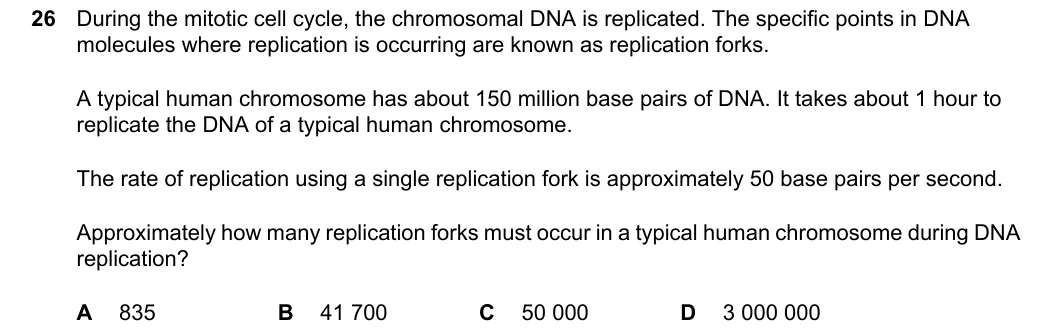 26 During the mitotic cell cycle, the chromosomal DNA is replicated. The specific points in DNA
molecules where replication is occurring are known as replication forks.
A typical human chromosome has about 150 million base pairs of DNA. It takes about 1 hour to
replicate the DNA of a typical human chromosome.
The rate of replication using a single replication fork is approximately 50 base pairs per second.
Approximately how many replication forks must occur in a typical human chromosome during DNA
replication?
A 835 B 41 700 C 50 000 D 3 000 000